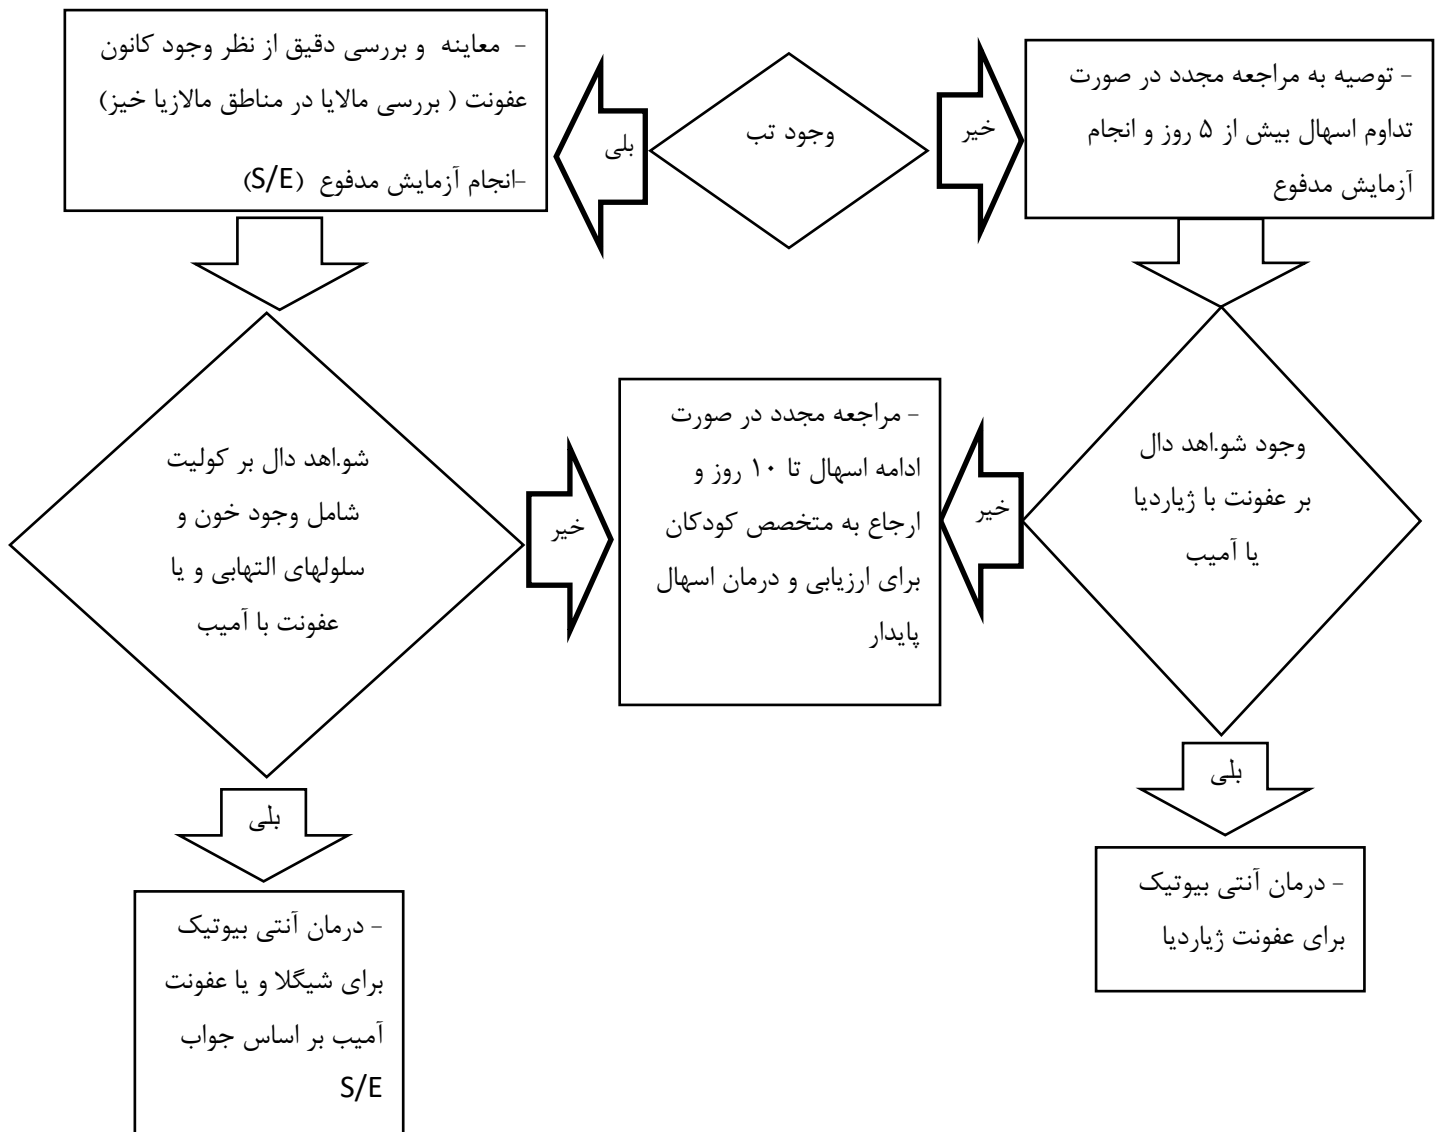 - توصیه به مراجعه مجدد در صورت
تداوم اسهال بیش از ۵ روز و انجام
آزمایش مدفوع
خیر
وجود تب
بلی
- معاینه و بررسی دقیق از نظر وجود کانون
عفونت ( بررسی مالایا در مناطق مالازیا خیز)
-انجام آزمایش مدفوع (S/E)
وجود شو.اهد دال
بر عفونت با ژیاردیا
یا آمیب
خیر
- مراجعه مجدد در صورت
ادامه اسهال تا ۱۰ روز و
ارجاع به متخصص کودکان
برای ارزیابی و درمان اسهال
پایدار
خیر
شو.اهد دال بر کولیت
شامل وجود خون و
سلولهای التهابی و یا
عفونت با آمیب
بلی
- درمان آنتی بیوتیک
برای عفونت ژیاردیا
بلی
- درمان آنتی بیوتیک
برای شیگلا و یا عفونت
آمیب بر اساس جواب
S/E